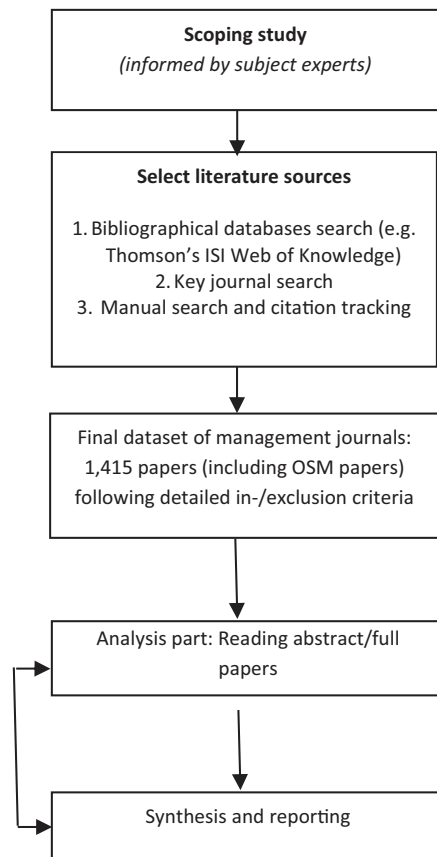 Scoping study
(informed by subject experts)
Select literature sources
1. Bibliographical databases search (e.g.
Thomson's ISI Web of Knowledge)
2. Key journal search
3. Manual search and citation tracking
Final dataset of management journals:
1,415 papers (including OSM papers)
following detailed in-/exclusion criteria
Analysis part: Reading abstract/full
papers
Synthesis and reporting